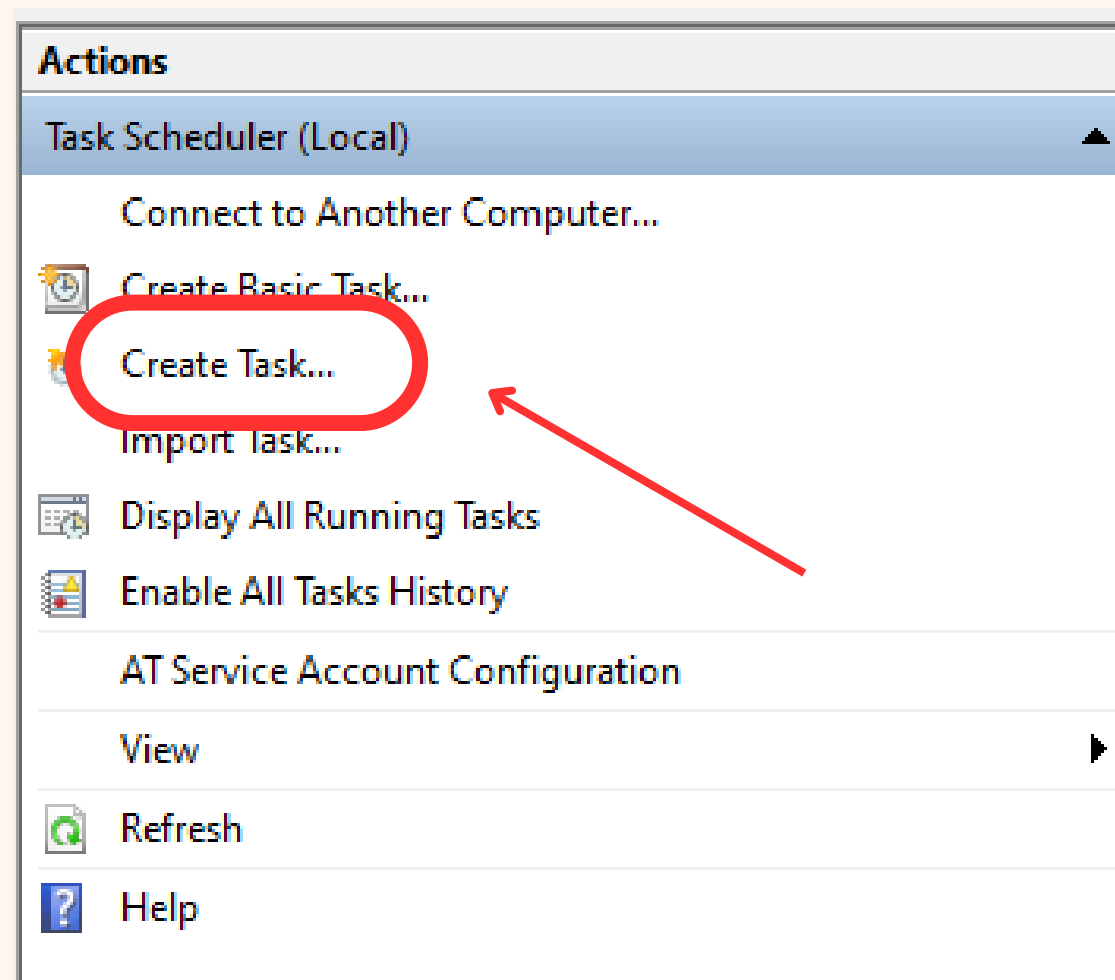 Actions
Task Scheduler (Local)
Connect to Another Computer...
Create Basic Task...
Create Task...
Import Task...
Display All Running Tasks
Enable All Tasks History
AT Service Account Configuration
View
Refresh
Help